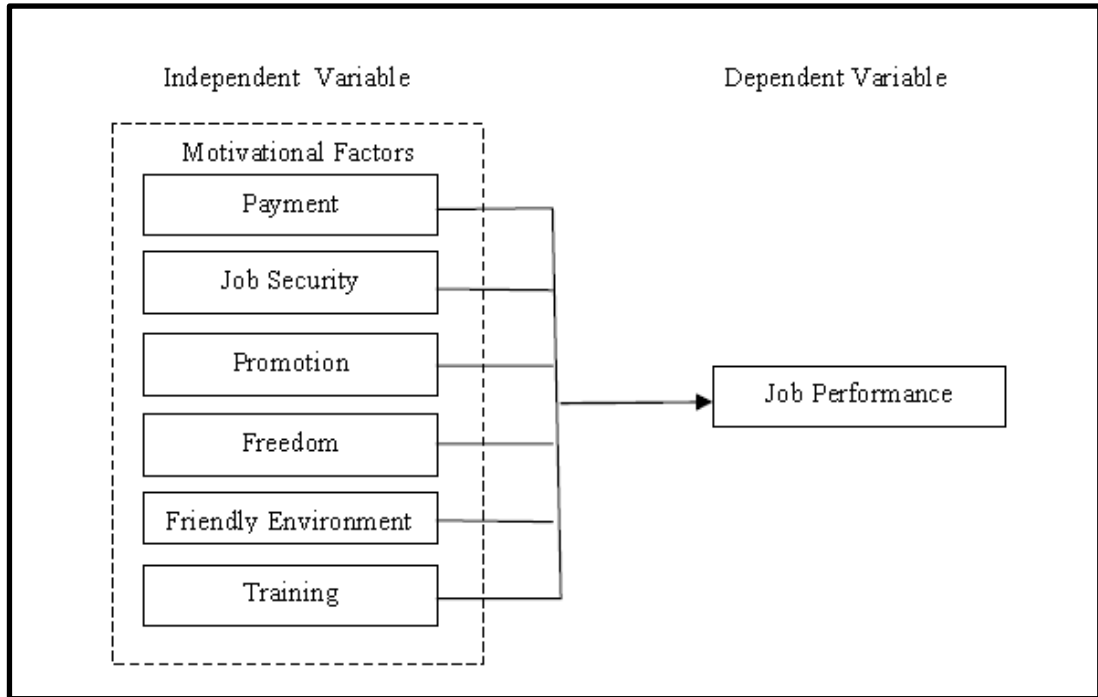 Independent Variable
Dependent Variable
Motivational Factors
Payment
Job Security
Promotion
Freedom
Friendly Environment
Training
Job Performance